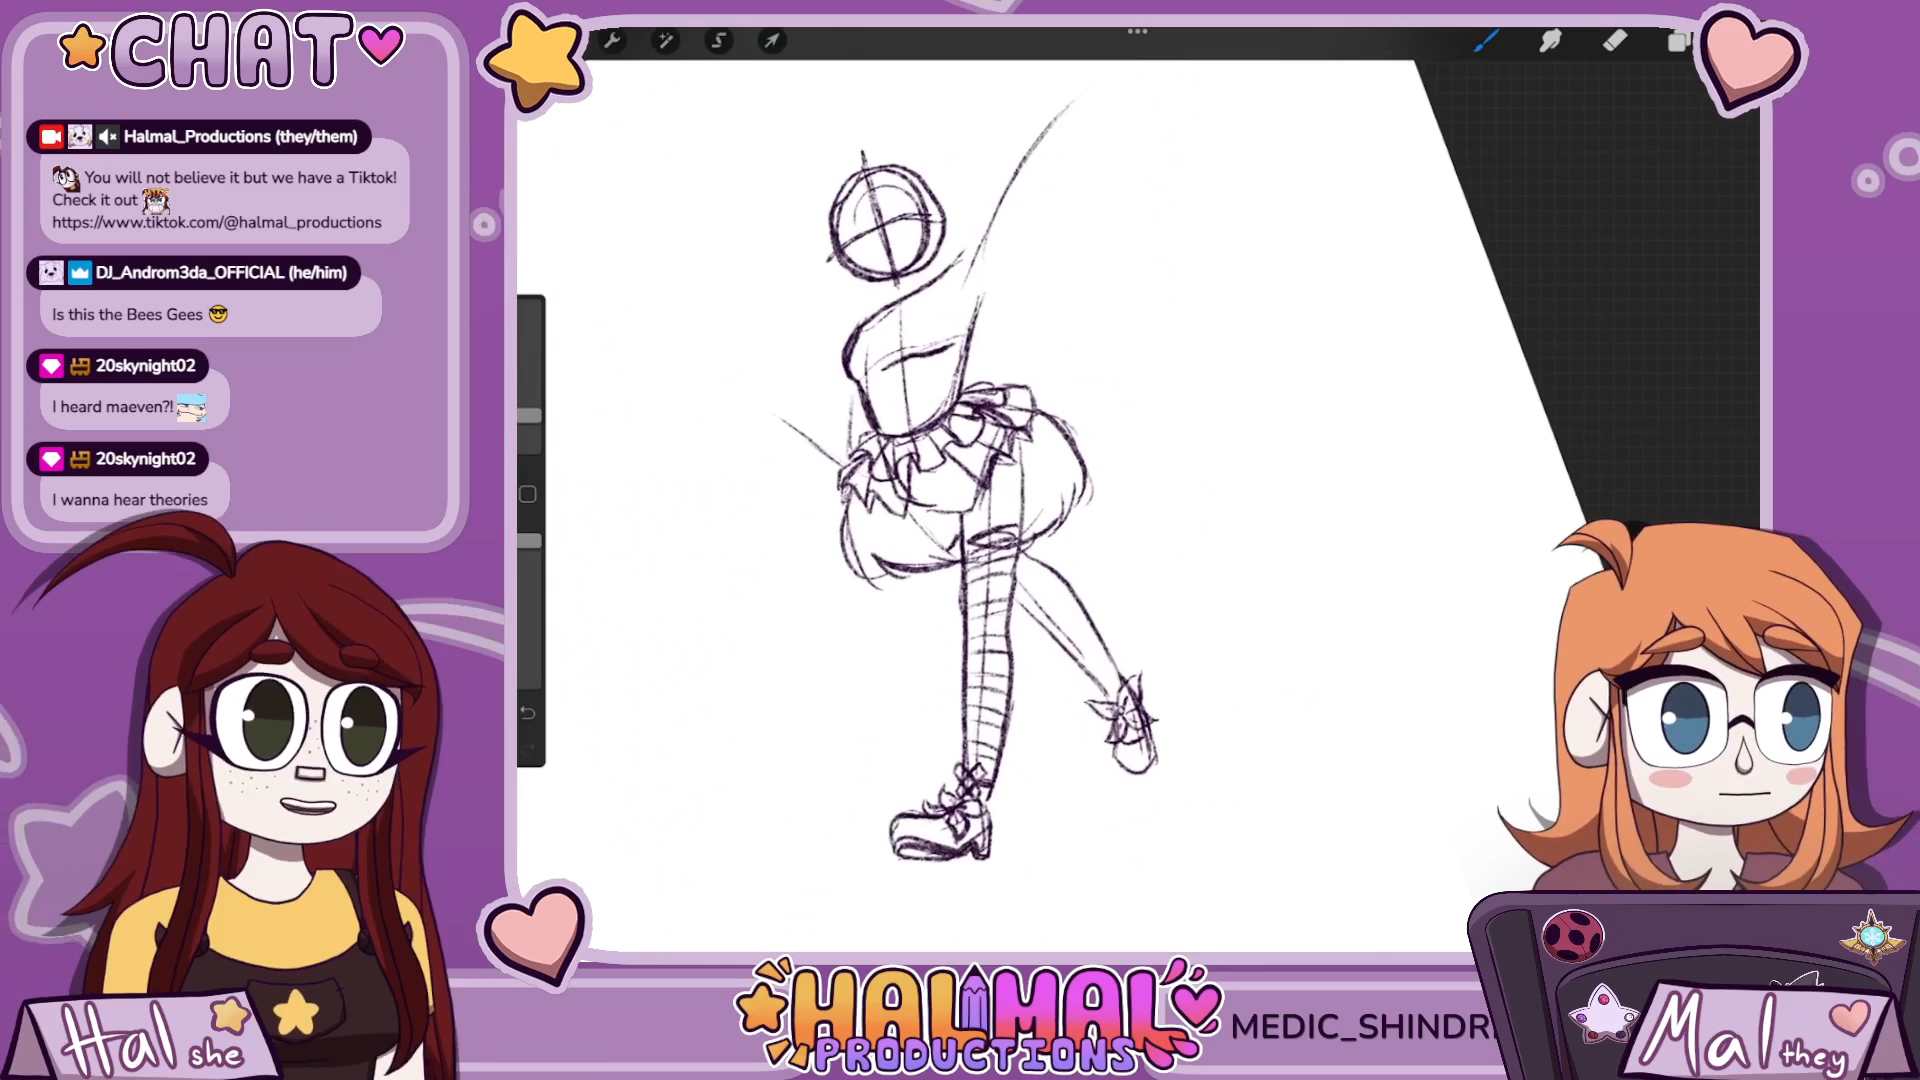 CHAT
Halmal_Productions (they/them)
You will not believe it but we have a Tiktok!
Check it out
https://www.tiktok.com/@halmal_productions
DJ_Androm3da_OFFICIAL (he/him)
Is this the Bees Gees 😎
20skynight02
I heard maeven?!
20skynight02
I wanna hear theories
Hal she
HALMAL
PRODUCTIONS
MEDIC_SHINDR
Mal they